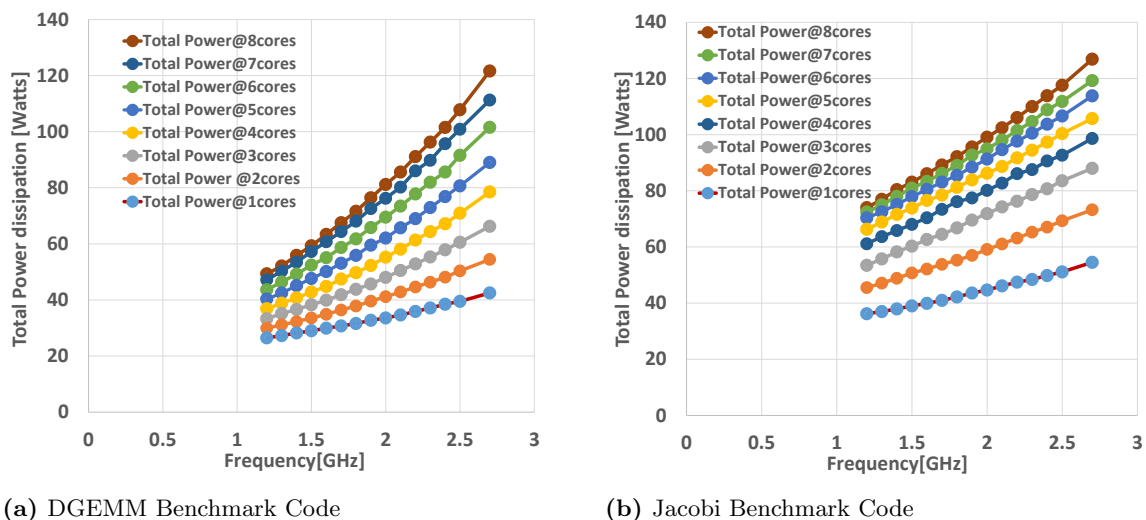 Total Power dissipation [Watts]
140
120
100
80
60
40
20
0
Total Power@8cores
Total Power@7cores
Total Power@6cores
Total Power@5cores
Total Power@4cores
Total Power@3cores
Total Power @2cores
Total Power@1cores
0 1 1.5 2 2.5 3
Frequency[GHz]
(a) DGEMM Benchmark Code
Total Power dissipation [Watts]
140
120
100
80
60
40
20
0
Total Power@8cores
Total Power@7cores
Total Power@6cores
Total Power@5cores
Total Power@4cores
Total Power@3cores
Total Power@2cores
Total Power@1cores
0 0 1 1.5 2 2.5 3
Frequency[GHz]
(b) Jacobi Benchmark Code